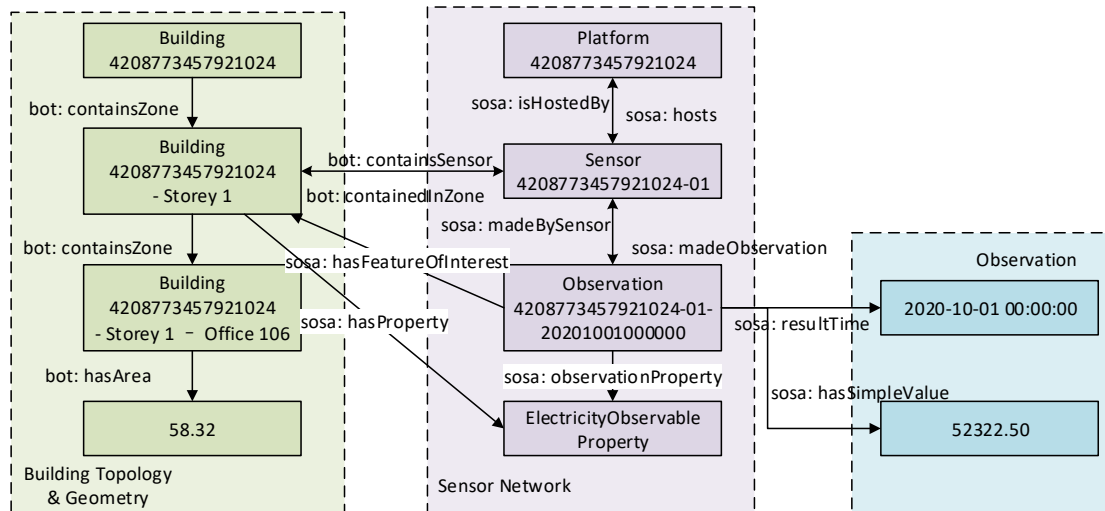 Building
4208773457921024
bot: containsZone
Building
4208773457921024
- Storey 1
bot: containsZone
Building
4208773457921024
- Storey 1 – Office 106
bot: hasArea
58.32
Building Topology
& Geometry
bot: containsSensor
bot: containedInZone
sosa: hasFeatureOfInterest
sosa: hasProperty
Platform
4208773457921024
sosa: isHostedBy
sosa: hosts
Sensor
4208773457921024-01
sosa: madeBySensor
sosa: madeObservation
Observation
4208773457921024-01-
20201001000000
sosa: observationProperty
ElectricityObservable
Property
Sensor Network
Observation
2020-10-01 00:00:00
sosa: resultTime
sosa: hasSimpleValue
52322.50